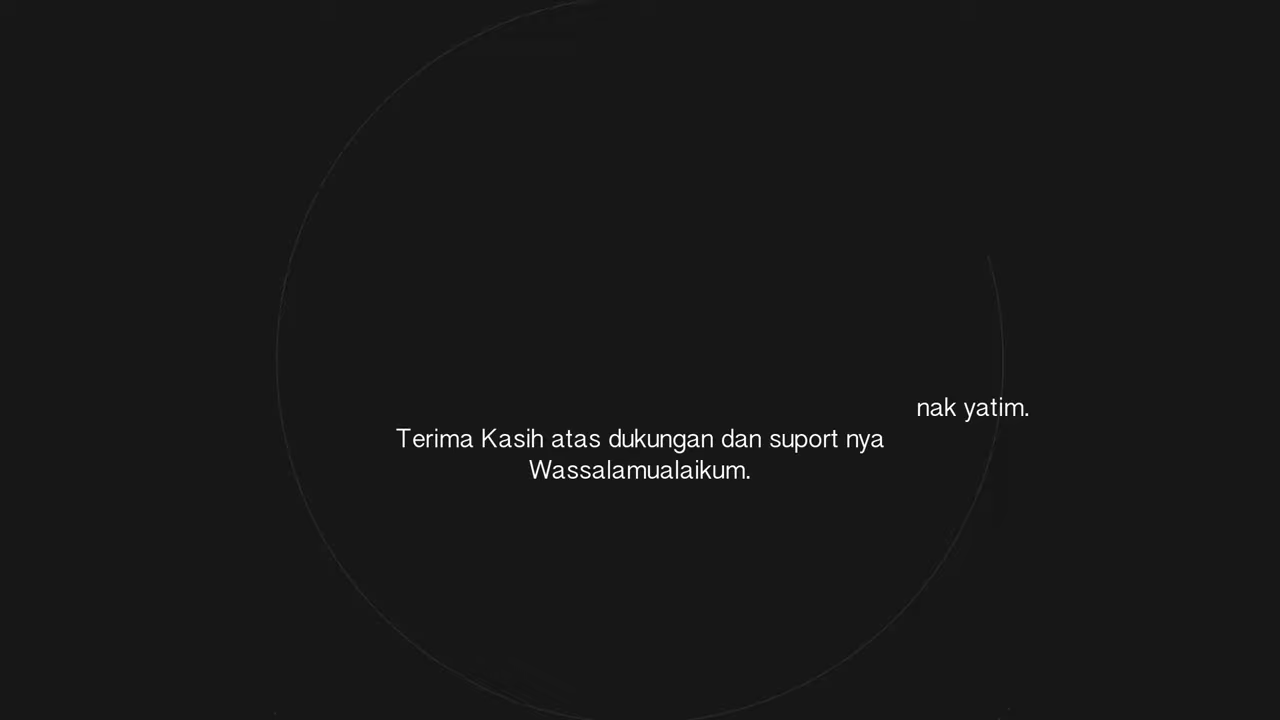 nak yatim.
Terima Kasih atas dukungan dan suport nya
Wassalamualaikum.